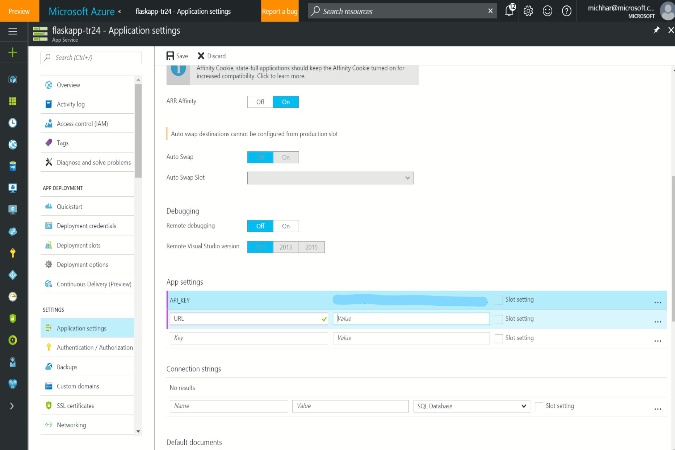 Preview
Microsoft Azure
flaskapp-tr24 - Application settings
Report a bug
Search resources
michhar@microsoft.c...
MICROSOFT
flaskapp-tr24 - Application settings
App Service
Search (Ctrl+/)
Save
Discard
Affinity Cookie, state-full applications should keep the Affinity Cookie turned on for
increased compatibility. Click to learn more.
Overview
Activity log
Access control (IAM)
Tags
Diagnose and solve problems
APP DEPLOYMENT
Quickstart
Deployment credentials
Deployment slots
Deployment options
Continuous Delivery (Preview)
SETTINGS
Application settings
Authentication / Authorization
Backups
Custom domains
SSL certificates
Networking
ARR Affinity
Off
On
Auto swap destinations cannot be configured from production slot
Auto Swap
On
Auto Swap Slot
Debugging
Remote debugging
Off
On
Remote Visual Studio version
2013
2015
App settings
API_KEY
Slot setting
...
URL
Value
Slot setting
...
Key
Value
Slot setting
...
Connection strings
No results
Name
Value
SQL Database
Slot setting
...
Default documents